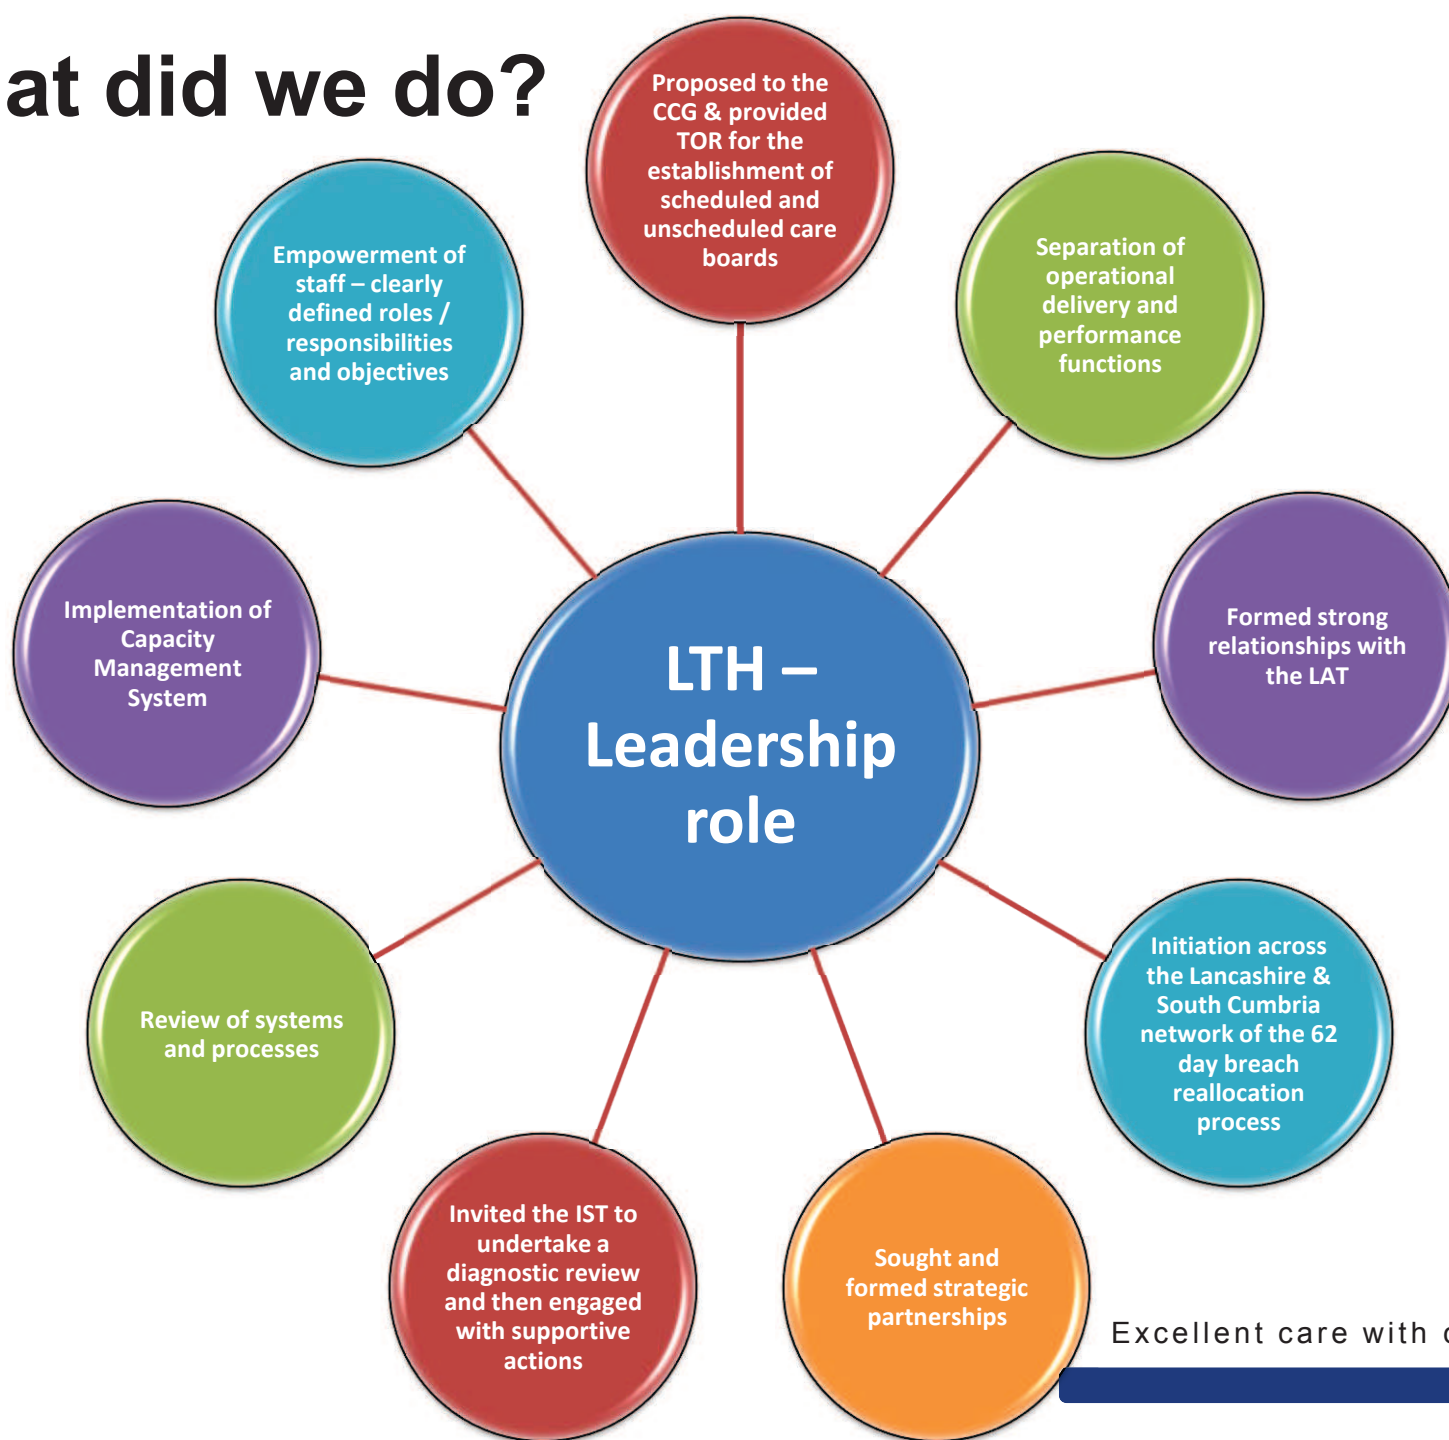 at did we do?
Proposed to the
CCG & provided
TOR for the
establishment of
scheduled and
unscheduled care
boards
Separation of
operational
delivery and
performance
functions
Formed strong
relationships with
the LAT
Initiation across
the Lancashire &
South Cumbria
network of the 62
day breach
reallocation
process
Sought and
formed strategic
partnerships
Invited the IST to
undertake a
diagnostic review
and then engaged
with supportive
actions
Review of systems
and processes
Implementation of
Capacity
Management
System
Empowerment of
staff – clearly
defined roles /
responsibilities
and objectives
LTH –
Leadership
role
Excellent care with